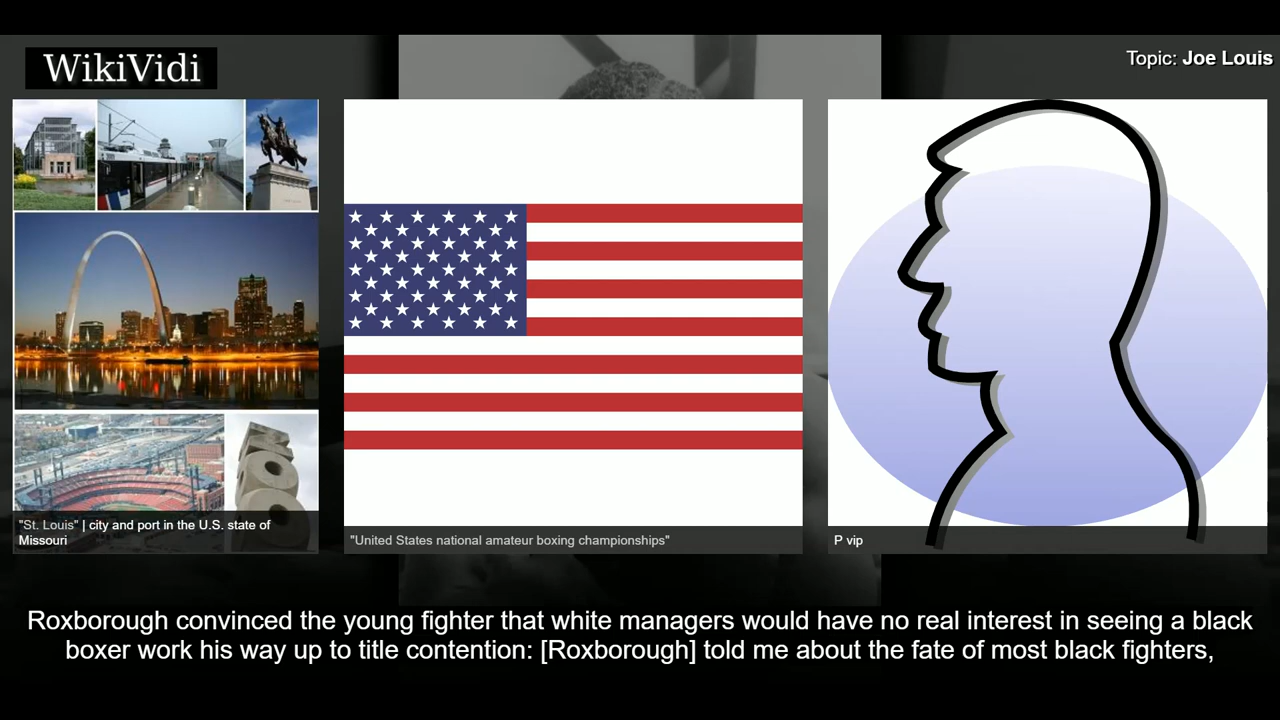 WikiVidi
Topic: Joe Louis
"St. Louis" | city and port in the U.S. state of
Missouri
"United States national amateur boxing championships"
P vip
Roxborough convinced the young fighter that white managers would have no real interest in seeing a black
boxer work his way up to title contention: [Roxborough] told me about the fate of most black fighters,